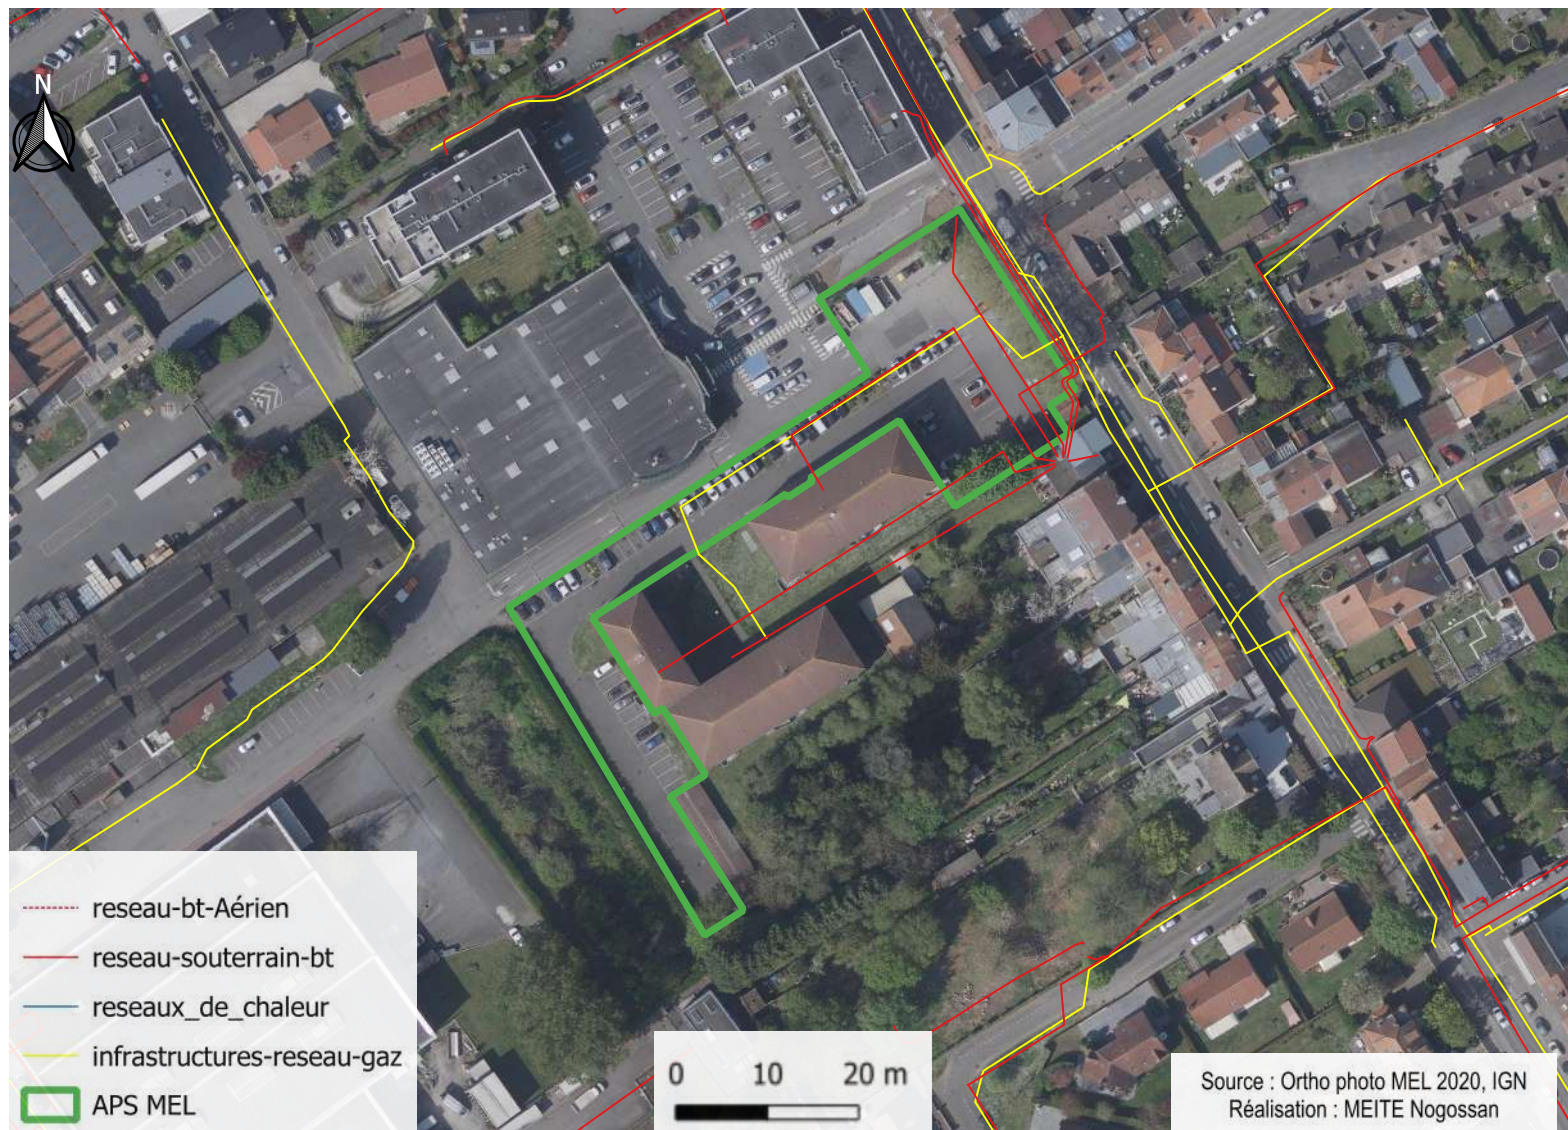 N
reseau-bt-Aérien
reseau-souterrain-bt
reseaux_de_chaleur
infrastructures-reseau-gaz
APS MEL
0 10 20 m
Source : Ortho photo MEL 2020, IGN
Réalisation : MEITE Nogossan